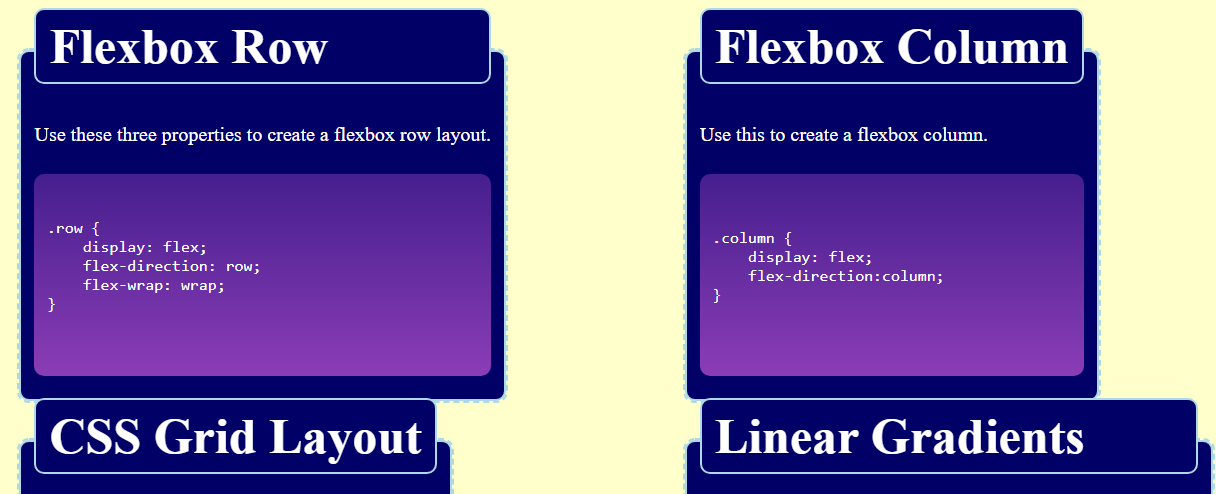 Flexbox Row
Use these three properties to create a flexbox row layout.
.row {
    display: flex;
    flex-direction: row;
    flex-wrap: wrap;
}
Flexbox Column
Use this to create a flexbox column.
.column {
    display: flex;
    flex-direction:column;
}
CSS Grid Layout
Linear Gradients